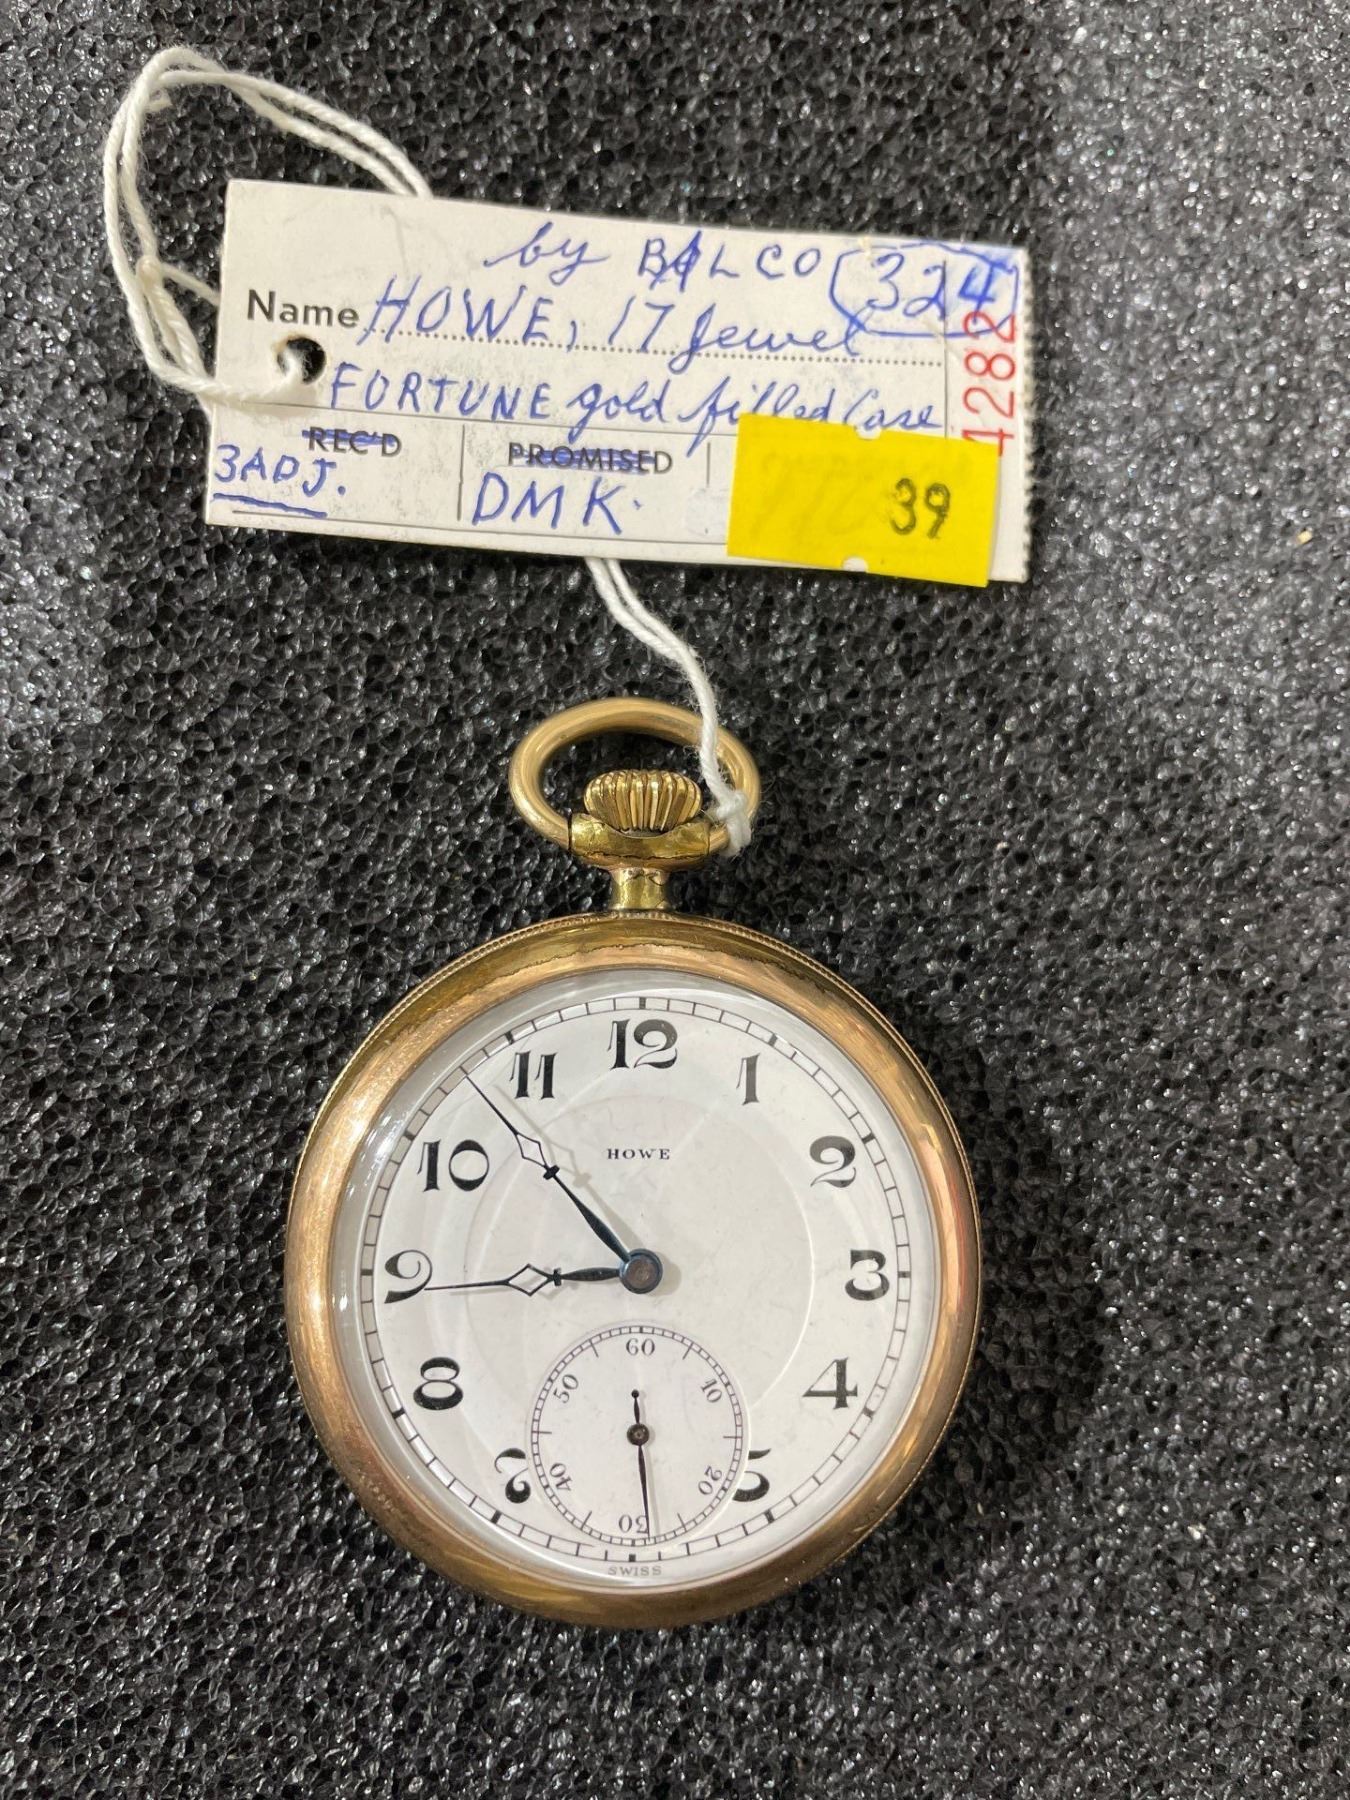 by BALCO 324
Name HOWE, 17 Jewel
FORTUNE gold filled Case
REC'D PROMISED
3ADJ. DMK.
39
4282
12
1
2
3
4
5
7
8
9
10
11
HOWE
60
10
20
30
40
50
SWISS